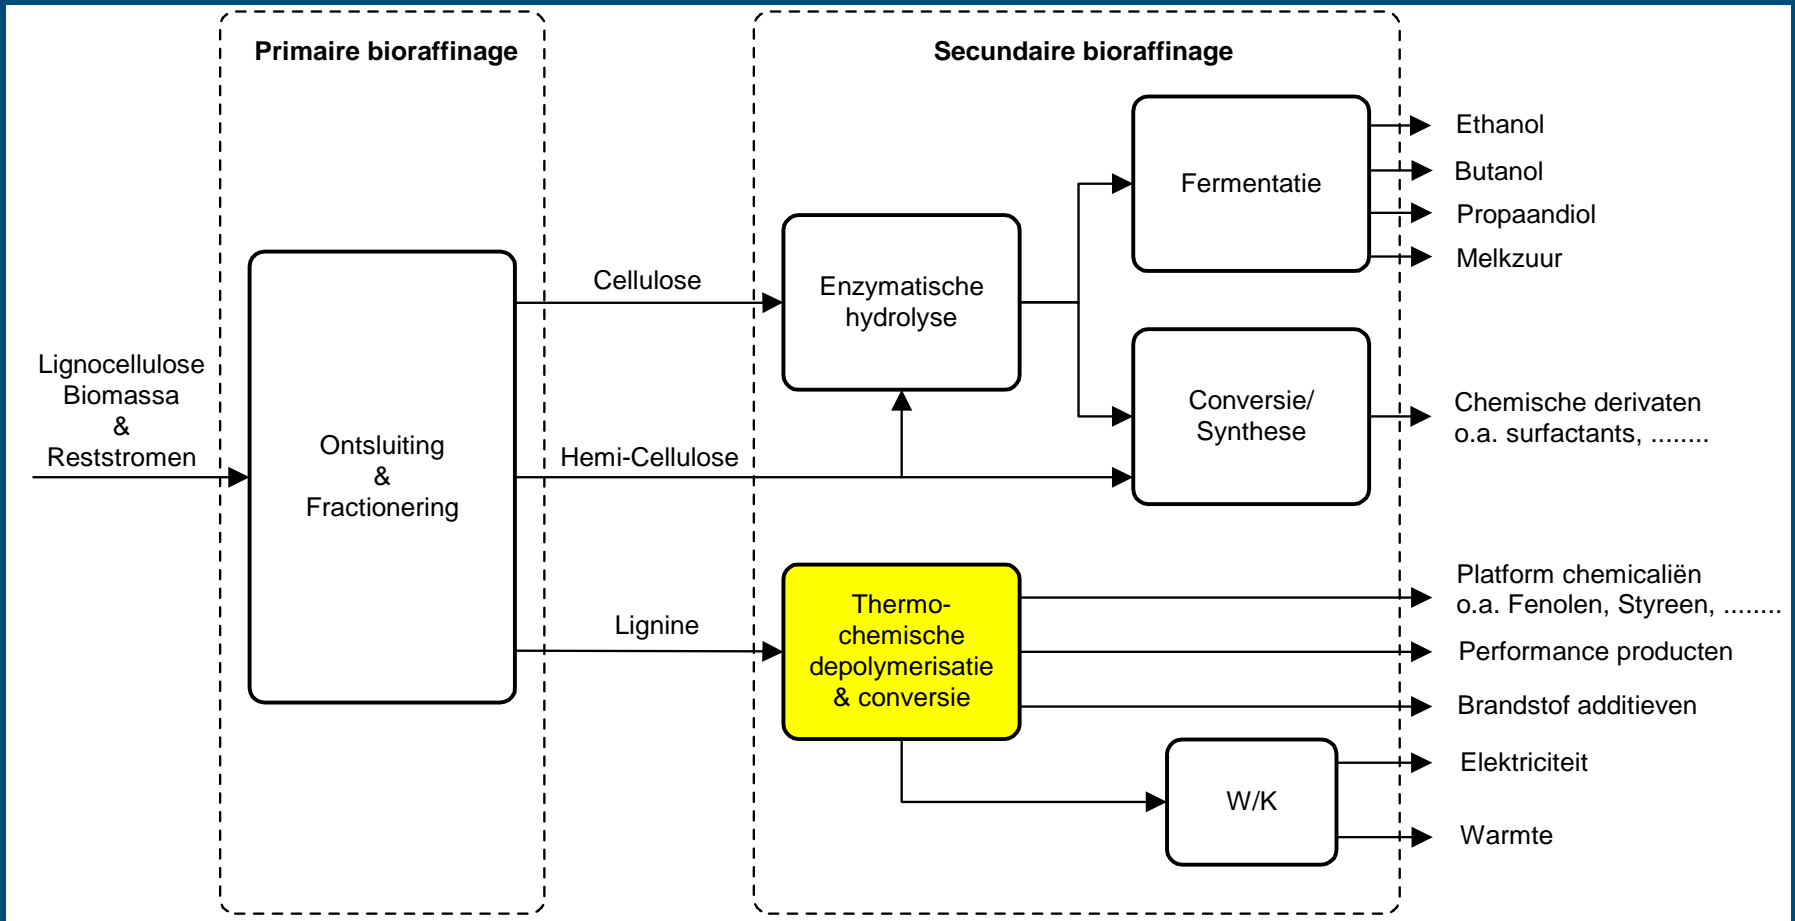 Primaire bioraffinage
Secundaire bioraffinage
Lignocellulose
Biomassa
&
Reststromen
Ontsluiting
&
Fractionering
Cellulose
Hemi-Cellulose
Lignine
Enzymatische
hydrolyse
Fermentatie
Conversie/
Synthese
Thermo-
chemische
depolymerisatie
& conversie
W/K
Ethanol
Butanol
Propaandiol
Melkzuur
Chemische derivaten
o.a. surfactants, ........
Platform chemicaliën
o.a. Fenolen, Styreen, ........
Performance producten
Brandstof additieven
Elektriciteit
Warmte